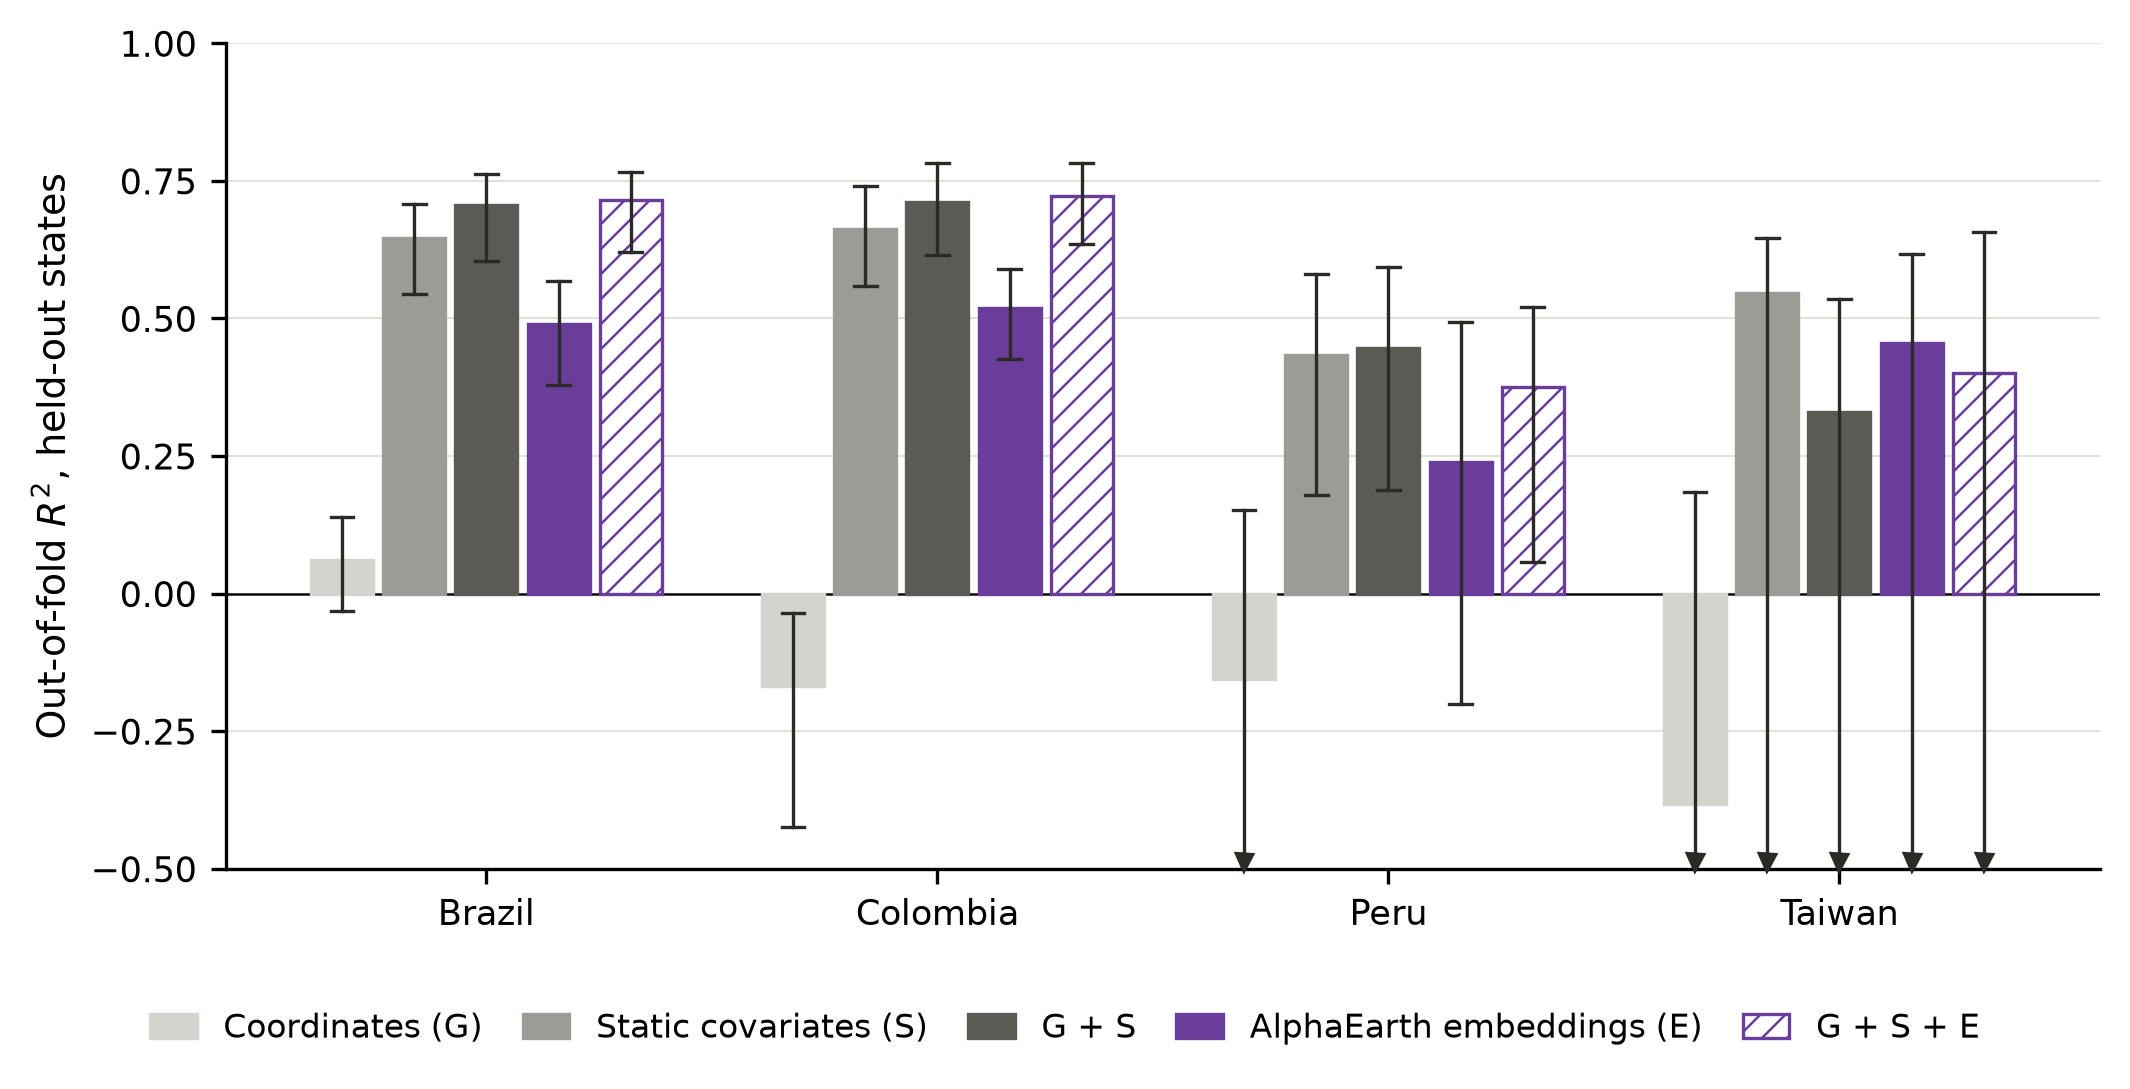 1.00
0.75
0.50
0.25
0.00
−0.25
−0.50
Out-of-fold R², held-out states
Brazil Colombia Peru Taiwan
Coordinates (G) Static covariates (S) G + S AlphaEarth embeddings (E) G + S + E